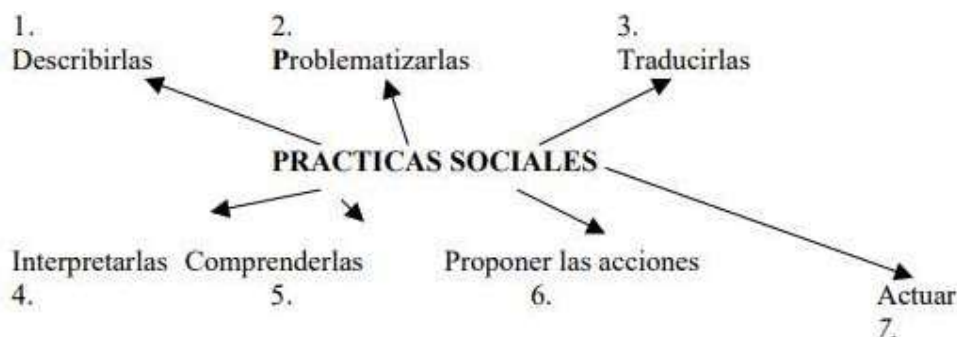 1. 2. 3.
Describirlas Problematizarlas Traducirlas
PRACTICAS SOCIALES
Interpretarlas Comprenderlas Proponer las acciones
4. 5. 6. Actuar
7.